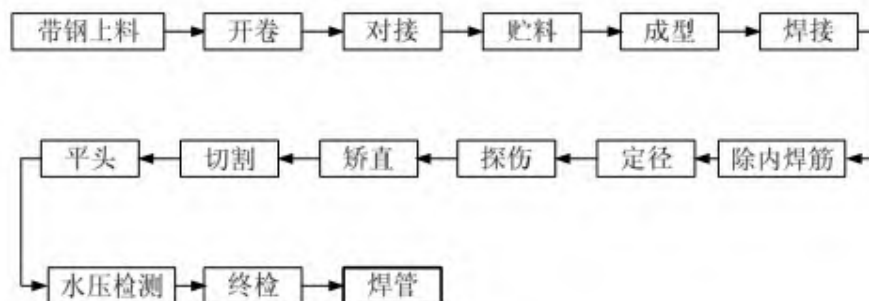 带钢上料 开卷 对接 贮料 成型 焊接
平头 切割 矫直 探伤 定径 除内焊筋
水压检测 终检 焊管